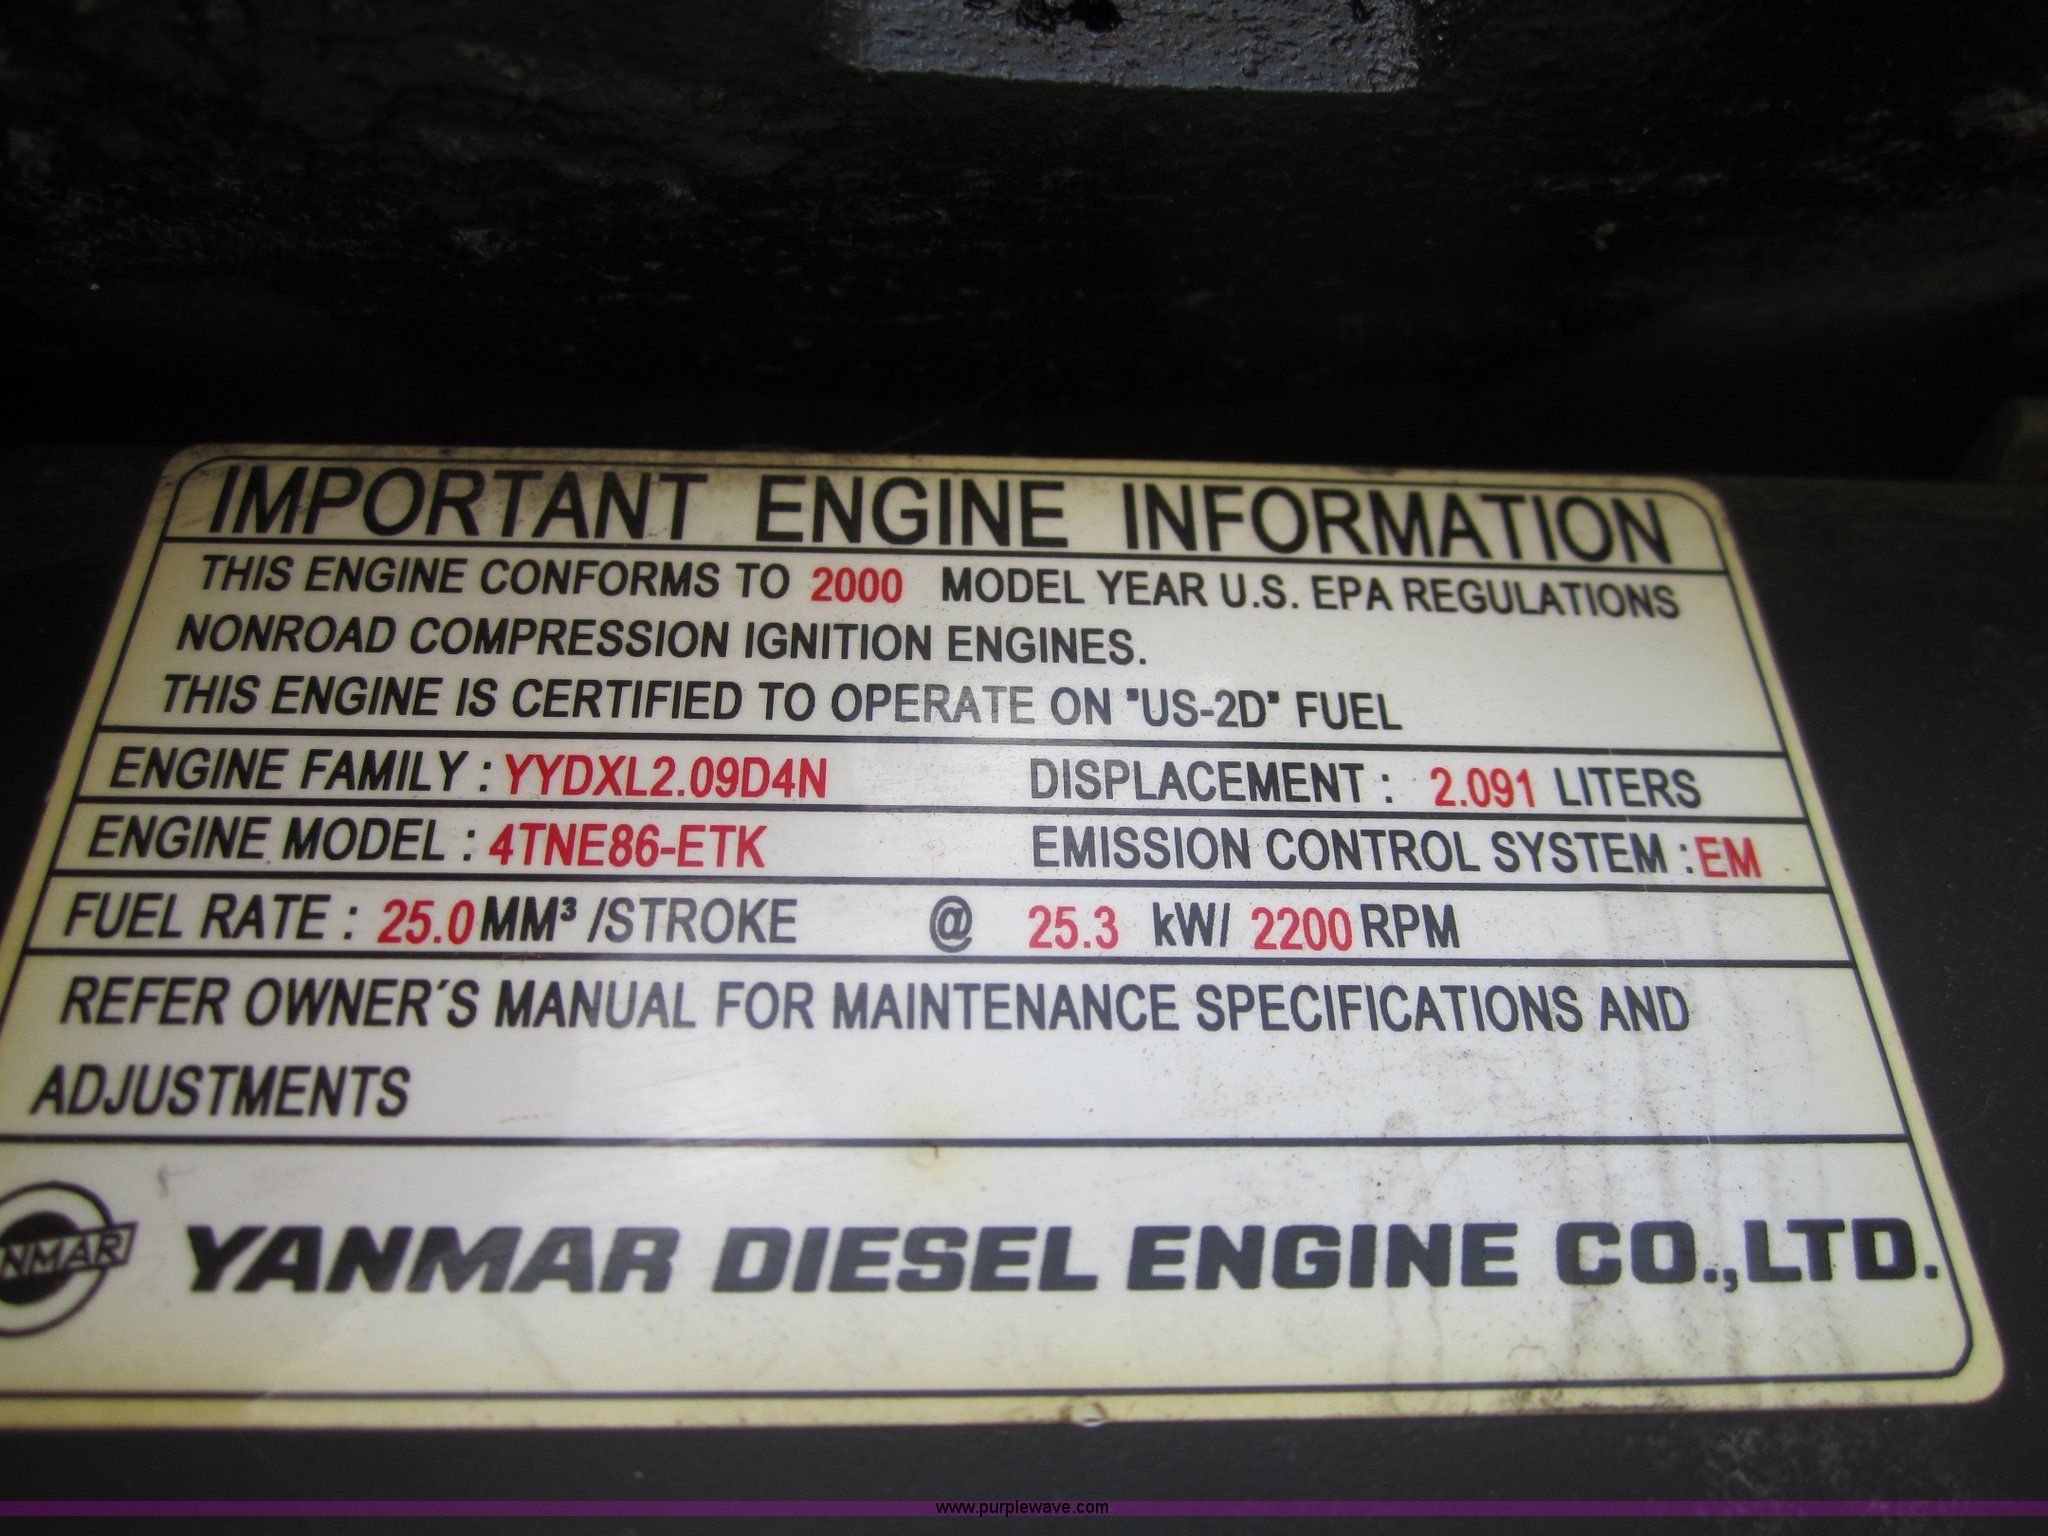 IMPORTANT ENGINE INFORMATION
THIS ENGINE CONFORMS TO 2000 MODEL YEAR U.S. EPA REGULATIONS
NONROAD COMPRESSION IGNITION ENGINES.
THIS ENGINE IS CERTIFIED TO OPERATE ON "US-2D" FUEL
ENGINE FAMILY : YYDXL2.09D4N DISPLACEMENT : 2.091 LITERS
ENGINE MODEL : 4TNE86-ETK EMISSION CONTROL SYSTEM : EM
FUEL RATE : 25.0 MM³ /STROKE @ 25.3 kW/ 2200 RPM
REFER OWNER´S MANUAL FOR MAINTENANCE SPECIFICATIONS AND
ADJUSTMENTS
NMAR YANMAR DIESEL ENGINE CO.,LTD.
www.purplewave.com